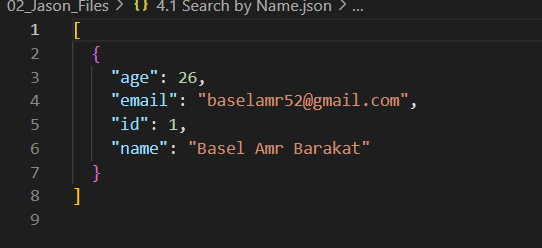 02_Jason_Files > {} 4.1 Search by Name.json > ...
1 [
2 {
3 "age": 26,
4 "email": "baselamr52@gmail.com",
5 "id": 1,
6 "name": "Basel Amr Barakat"
7 }
8 ]
9